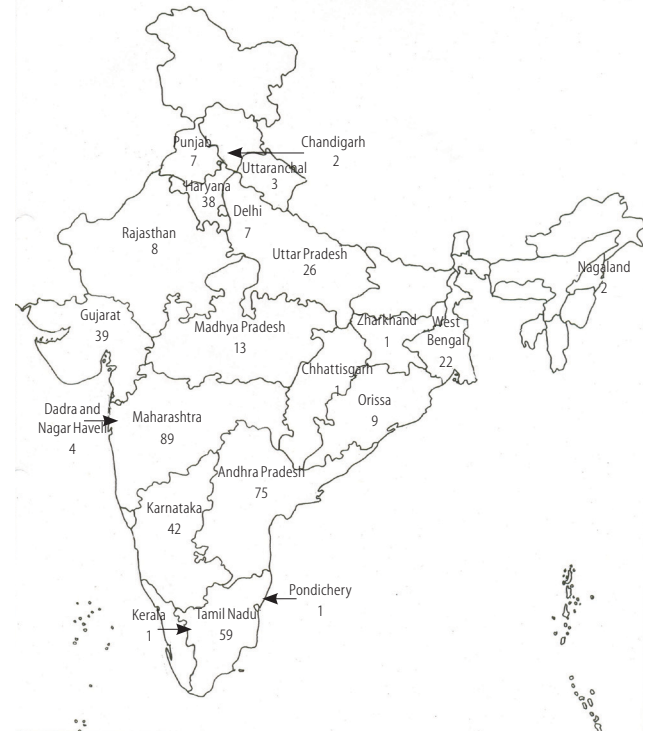 Chandigarh
2
Punjab
7
Uttaranchal
3
Haryana
38
Delhi
7
Rajasthan
8
Uttar Pradesh
26
Nagaland
2
Gujarat
39
Madhya Pradesh
13
Zharkhand
1
West
Bengal
22
Chhattisgarh
1
Orissa
9
Dadra and
Nagar Haveli
4
Maharashtra
89
Andhra Pradesh
75
Karnataka
42
Pondichery
1
Kerala
1
Tamil Nadu
59